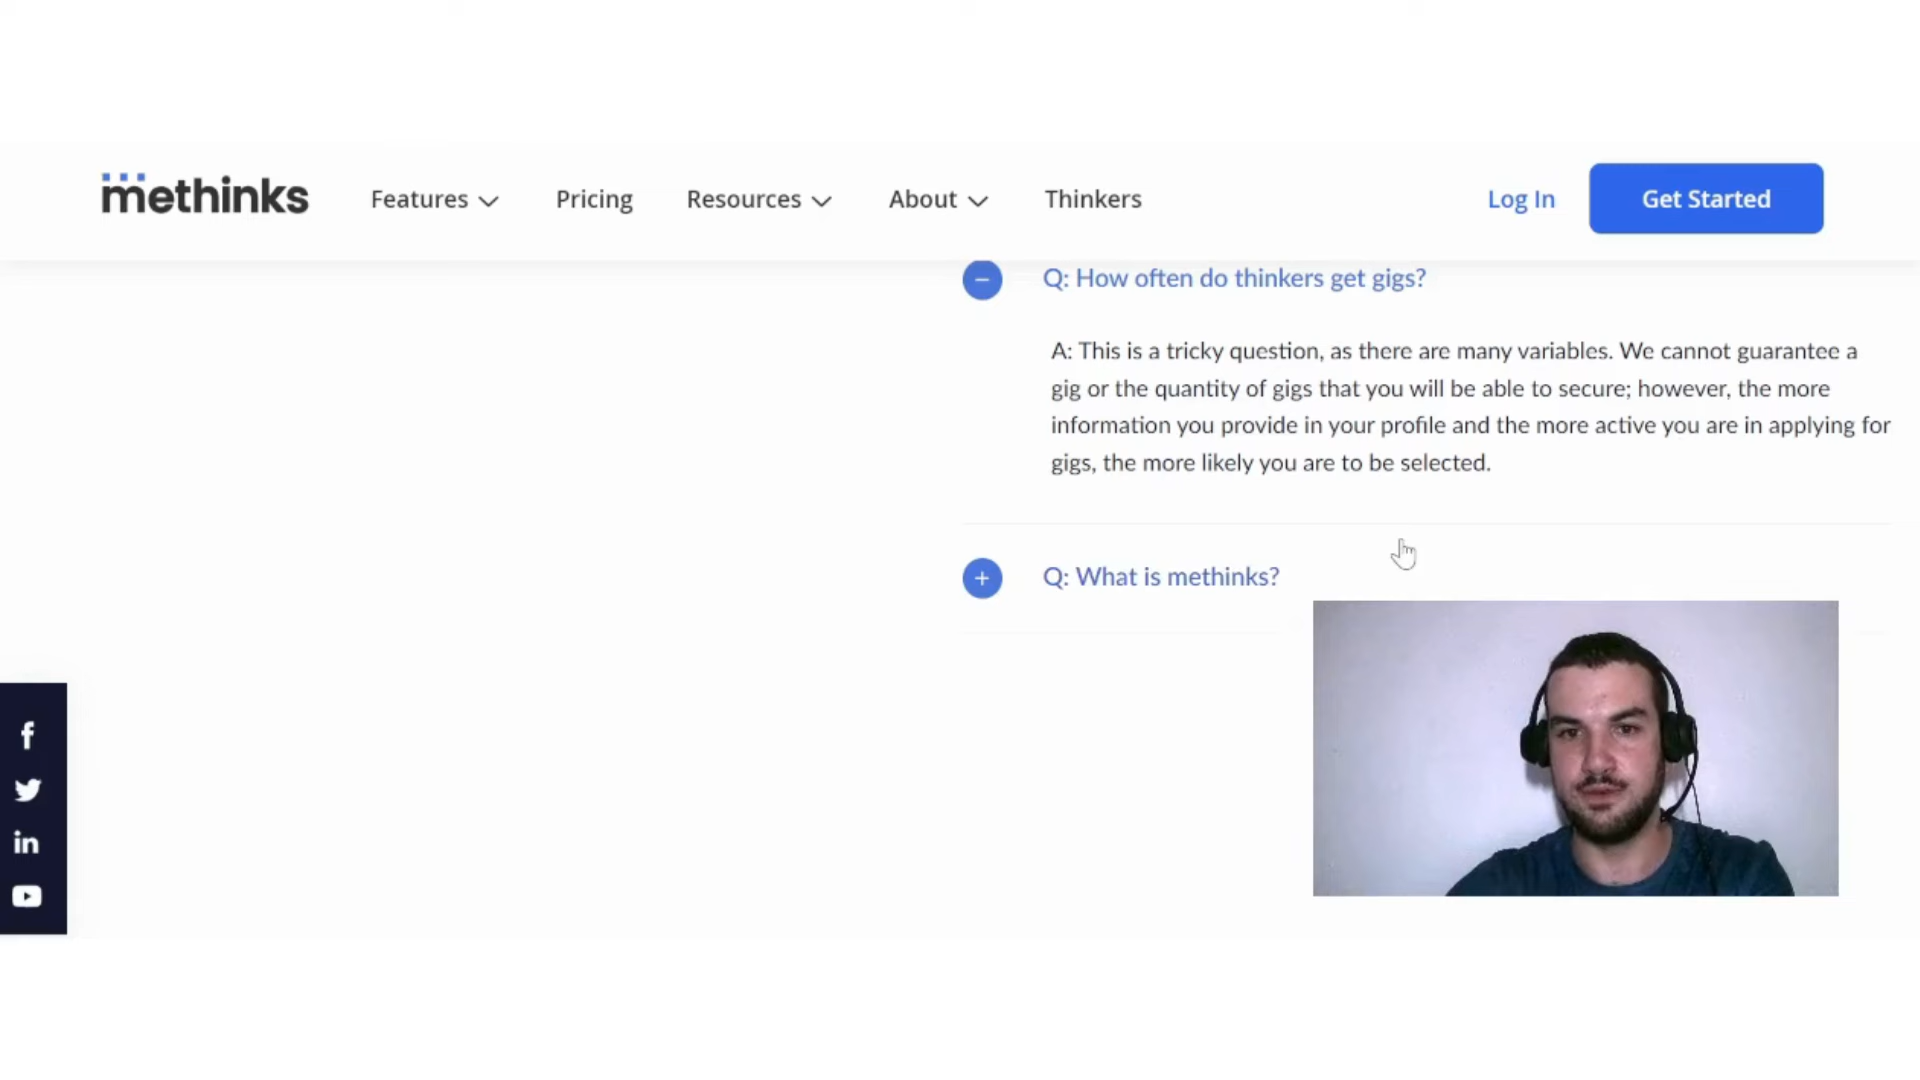 methinks
Features
Pricing
Resources
About
Thinkers
Log In
Get Started
Q: How often do thinkers get gigs?
A: This is a tricky question, as there are many variables. We cannot guarantee a
gig or the quantity of gigs that you will be able to secure; however, the more
information you provide in your profile and the more active you are in applying for
gigs, the more likely you are to be selected.
Q: What is methinks?